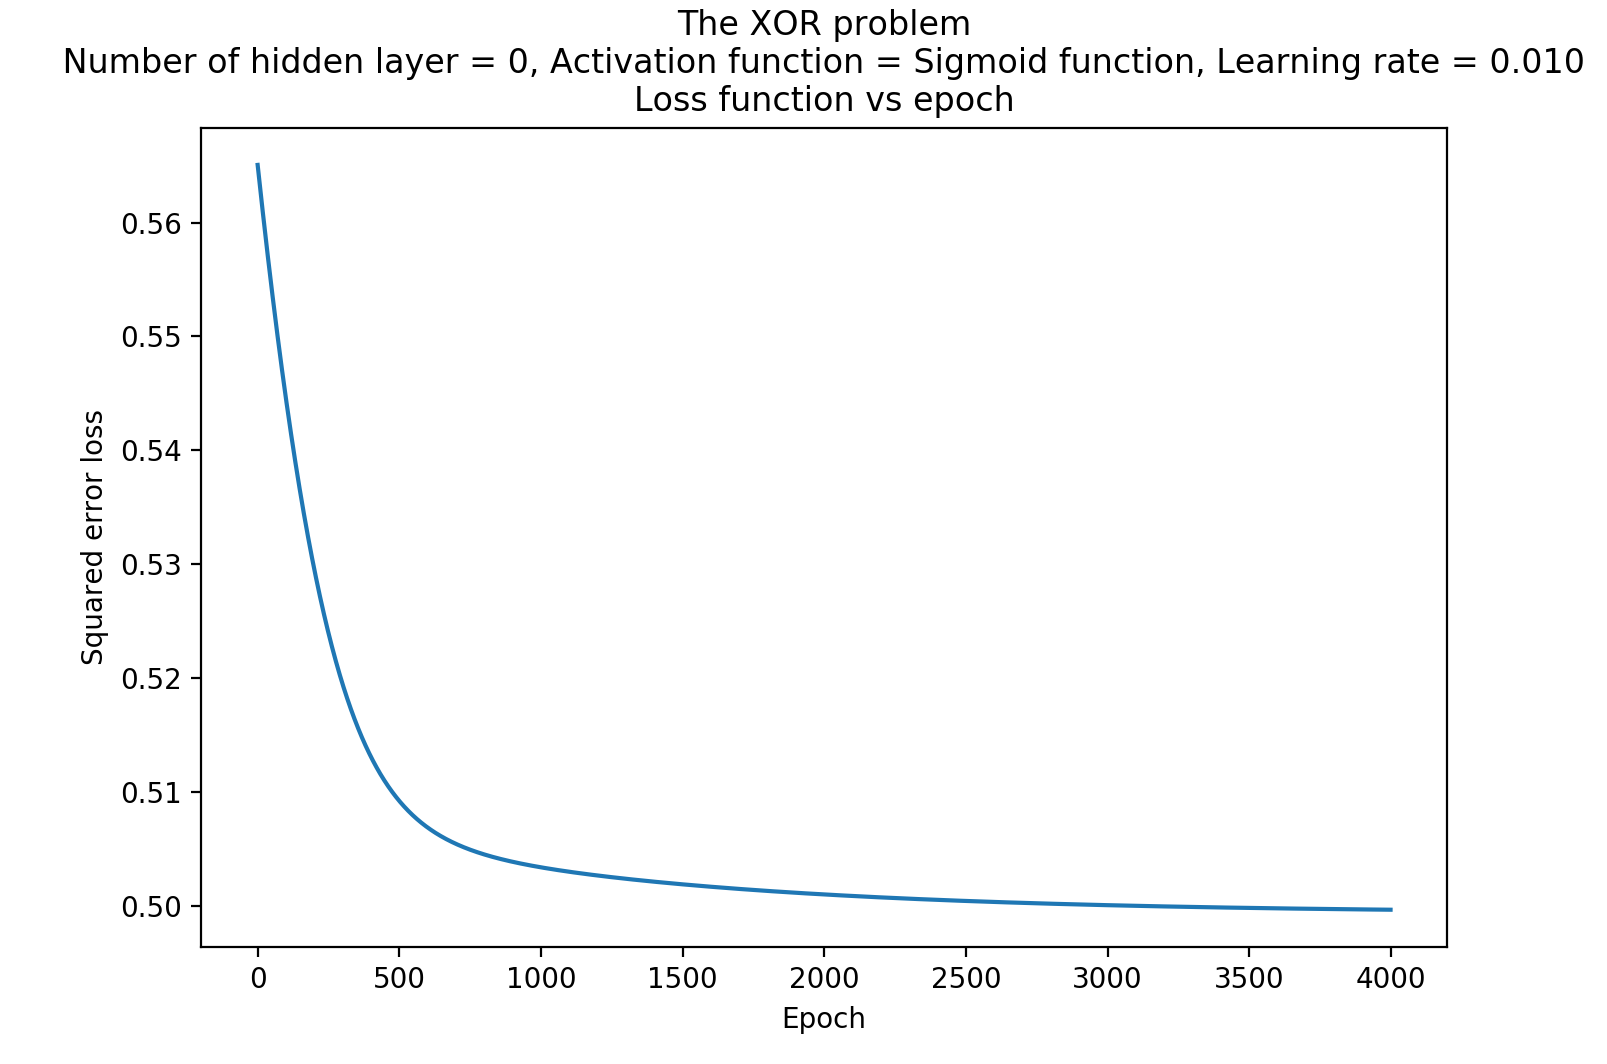 The XOR problem
Number of hidden layer = 0, Activation function = Sigmoid function, Learning rate = 0.010
Loss function vs epoch
Squared error loss
0.56
0.55
0.54
0.53
0.52
0.51
0.50
0 500 1000 1500 2000 2500 3000 3500 4000
Epoch